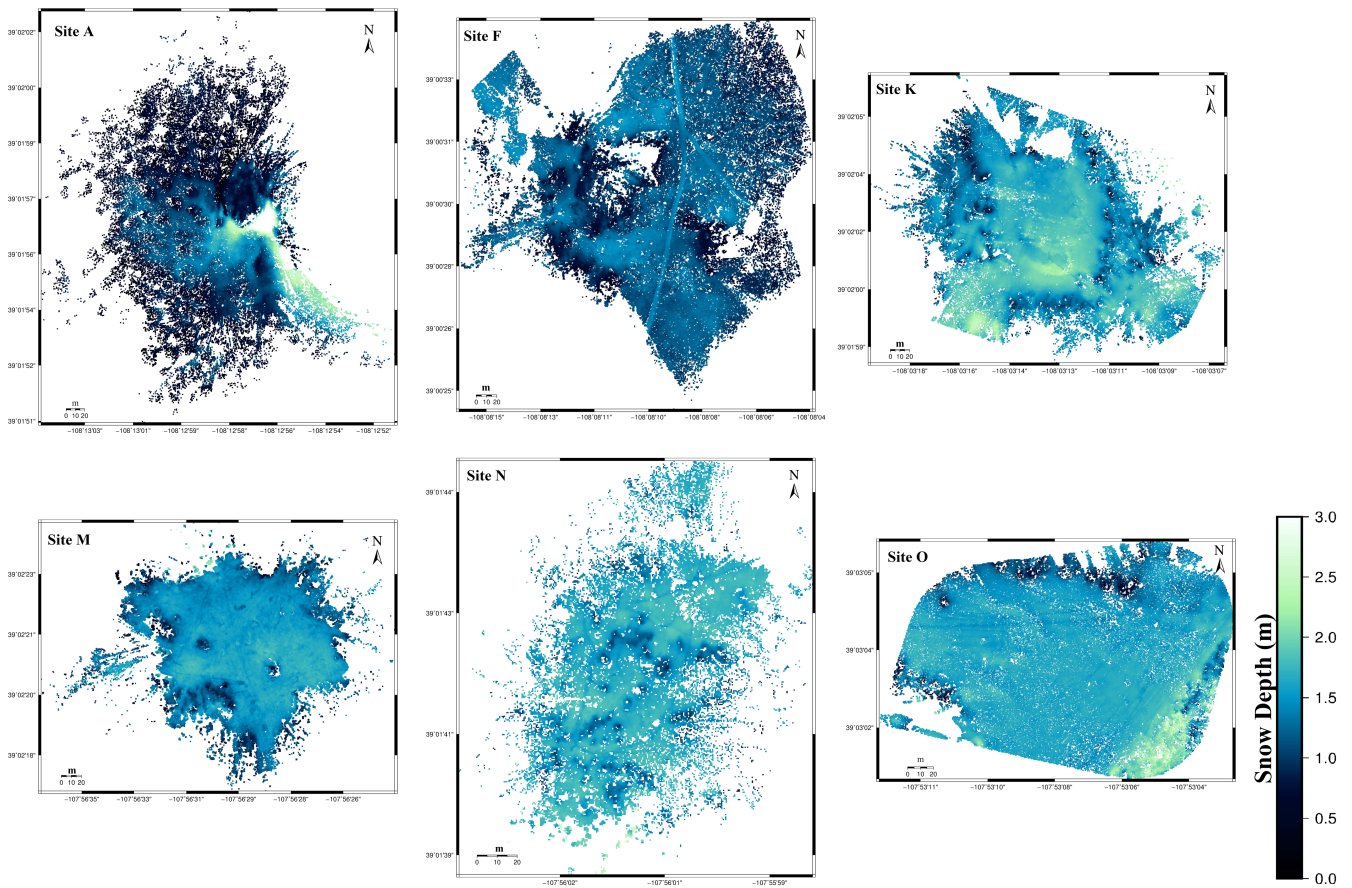 Site A
N
39°02'02"
39°02'00"
39°01'59"
39°01'57"
39°01'56"
39°01'54"
39°01'52"
39°01'51"
m
0 10 20
-108°13'03" -108°13'01" -108°12'59" -108°12'58" -108°12'56" -108°12'54" -108°12'52"
Site F
N
39°00'33"
39°00'31"
39°00'30"
39°00'28"
39°00'26"
39°00'25"
m
0 10 20
-108°08'15" -108°08'13" -108°08'11" -108°08'10" -108°08'08" -108°08'06" -108°08'04
Site K
N
39°02'05"
39°02'04"
39°02'02"
39°02'00"
39°01'59"
m
0 10 20
-108°03'18" -108°03'16" -108°03'14" -108°03'12" -108°03'11" -108°03'09" -108°03'07
Site M
N
39°02'23"
39°02'21"
39°02'20"
39°02'18"
m
0 10 20
-107°56'35" -107°56'33" -107°56'31" -107°56'29" -107°56'28" -107°56'26"
Site N
N
39°01'44"
39°01'43"
39°01'41"
39°01'39"
m
0 10 20
-107°56'02" -107°56'01" -107°55'59"
Site O
N
39°03'05"
39°03'04"
39°03'02"
m
0 10 20
-107°53'11" -107°53'10" -107°53'08" -107°53'06" -107°53'04
Snow Depth (m)
3.0
2.5
2.0
1.5
1.0
0.5
0.0